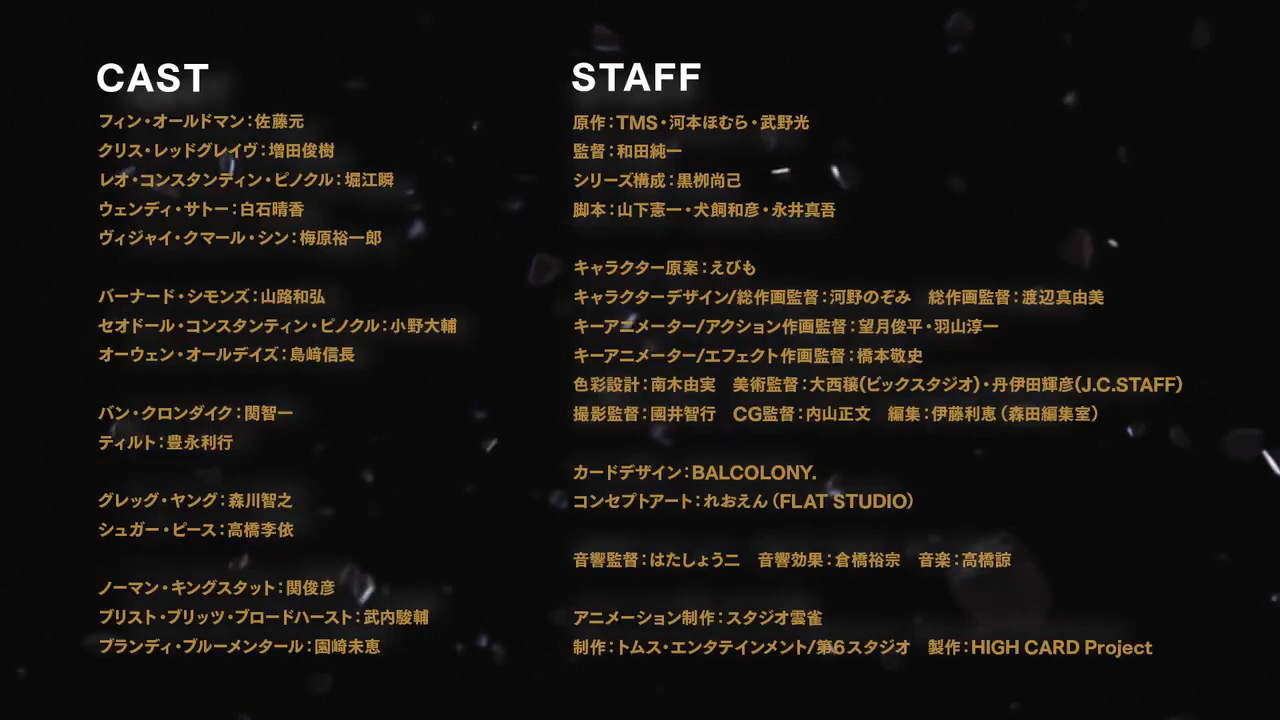 CAST
フィン・オールドマン：佐藤元
クリス・レッドグレイヴ：増田俊樹
レオ・コンスタンティン・ピノクル：堀江瞬
ウェンディ・サトー：白石晴香
ヴィジャイ・クマール・シン：梅原裕一郎
バーナード・シモンズ：山路和弘
セオドール・コンスタンティン・ピノクル：小野大輔
オーウェン・オールデイズ：島﨑信長
バン・クロンダイク：関智一
ティルト：豊永利行
グレッグ・ヤング：森川智之
シュガー・ピース：高橋李依
ノーマン・キングスタット：関俊彦
ブリスト・ブリッツ・ブロードハースト：武内駿輔
ブランディ・ブルーメンタール：園崎未恵
STAFF
原作：TMS・河本ほむら・武野光
監督：和田純一
シリーズ構成：黒栁尚己
脚本：山下憲一・犬飼和彦・永井真吾
キャラクター原案：えびも
キャラクターデザイン/総作画監督：河野のぞみ　総作画監督：渡辺真由美
キーアニメーター/アクション作画監督：望月俊平・羽山淳一
キーアニメーター/エフェクト作画監督：橋本敬史
色彩設計：南木由実　美術監督：大西穣(ビックスタジオ)・丹伊田輝彦(J.C.STAFF)
撮影監督：國井智行　CG監督：内山正文　編集：伊藤利恵（森田編集室）
カードデザイン：BALCOLONY.
コンセプトアート：れおえん（FLAT STUDIO）
音響監督：はたしょう二　音響効果：倉橋裕宗　音楽：高橋諒
アニメーション制作：スタジオ雲雀
制作：トムス・エンタテインメント/第6スタジオ　製作：HIGH CARD Project